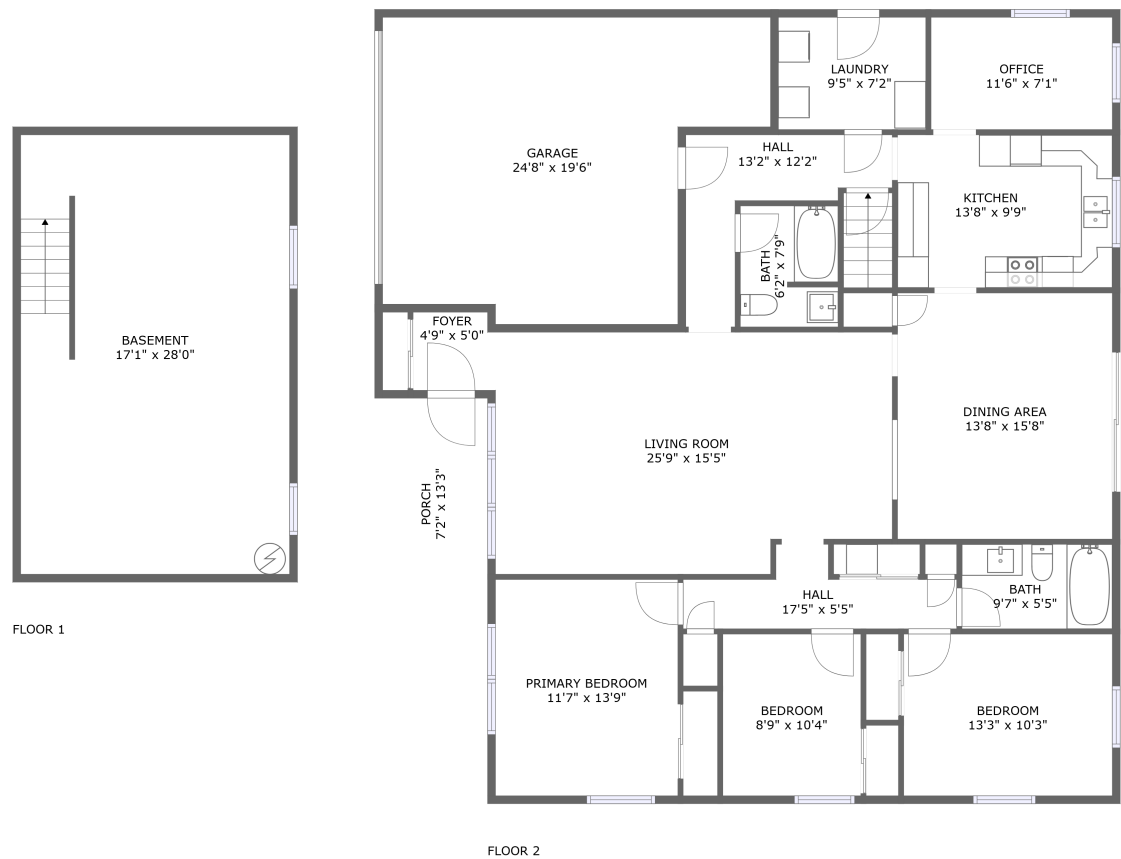 LAUNDRY
9'5" x 7'2"
OFFICE
11'6" x 7'1"
GARAGE
24'8" x 19'6"
HALL
13'2" x 12'2"
KITCHEN
13'8" x 9'9"
BATH
6'2" x 7'9"
FOYER
4'9" x 5'0"
BASEMENT
17'1" x 28'0"
DINING AREA
13'8" x 15'8"
LIVING ROOM
25'9" x 15'5"
PORCH
7'2" x 13'3"
HALL
17'5" x 5'5"
BATH
9'7" x 5'5"
FLOOR 1
PRIMARY BEDROOM
11'7" x 13'9"
BEDROOM
8'9" x 10'4"
BEDROOM
13'3" x 10'3"
FLOOR 2